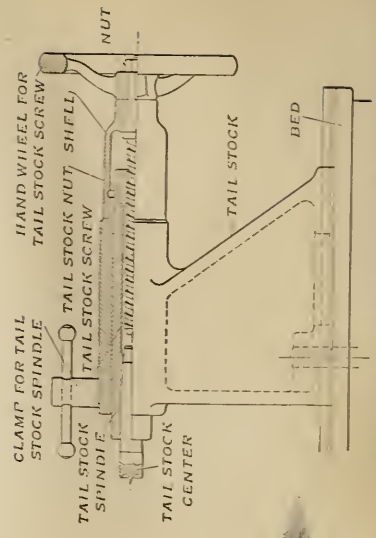 CLAMP FOR TAIL
STOCK SPINDLE
HAND WHEEL FOR
TAIL STOCK SCREW
NUT
TAIL STOCK NUT
SHELL
TAIL STOCK SCREW
TAIL STOCK
SPINDLE
TAIL STOCK
CENTER
TAIL STOCK
BED